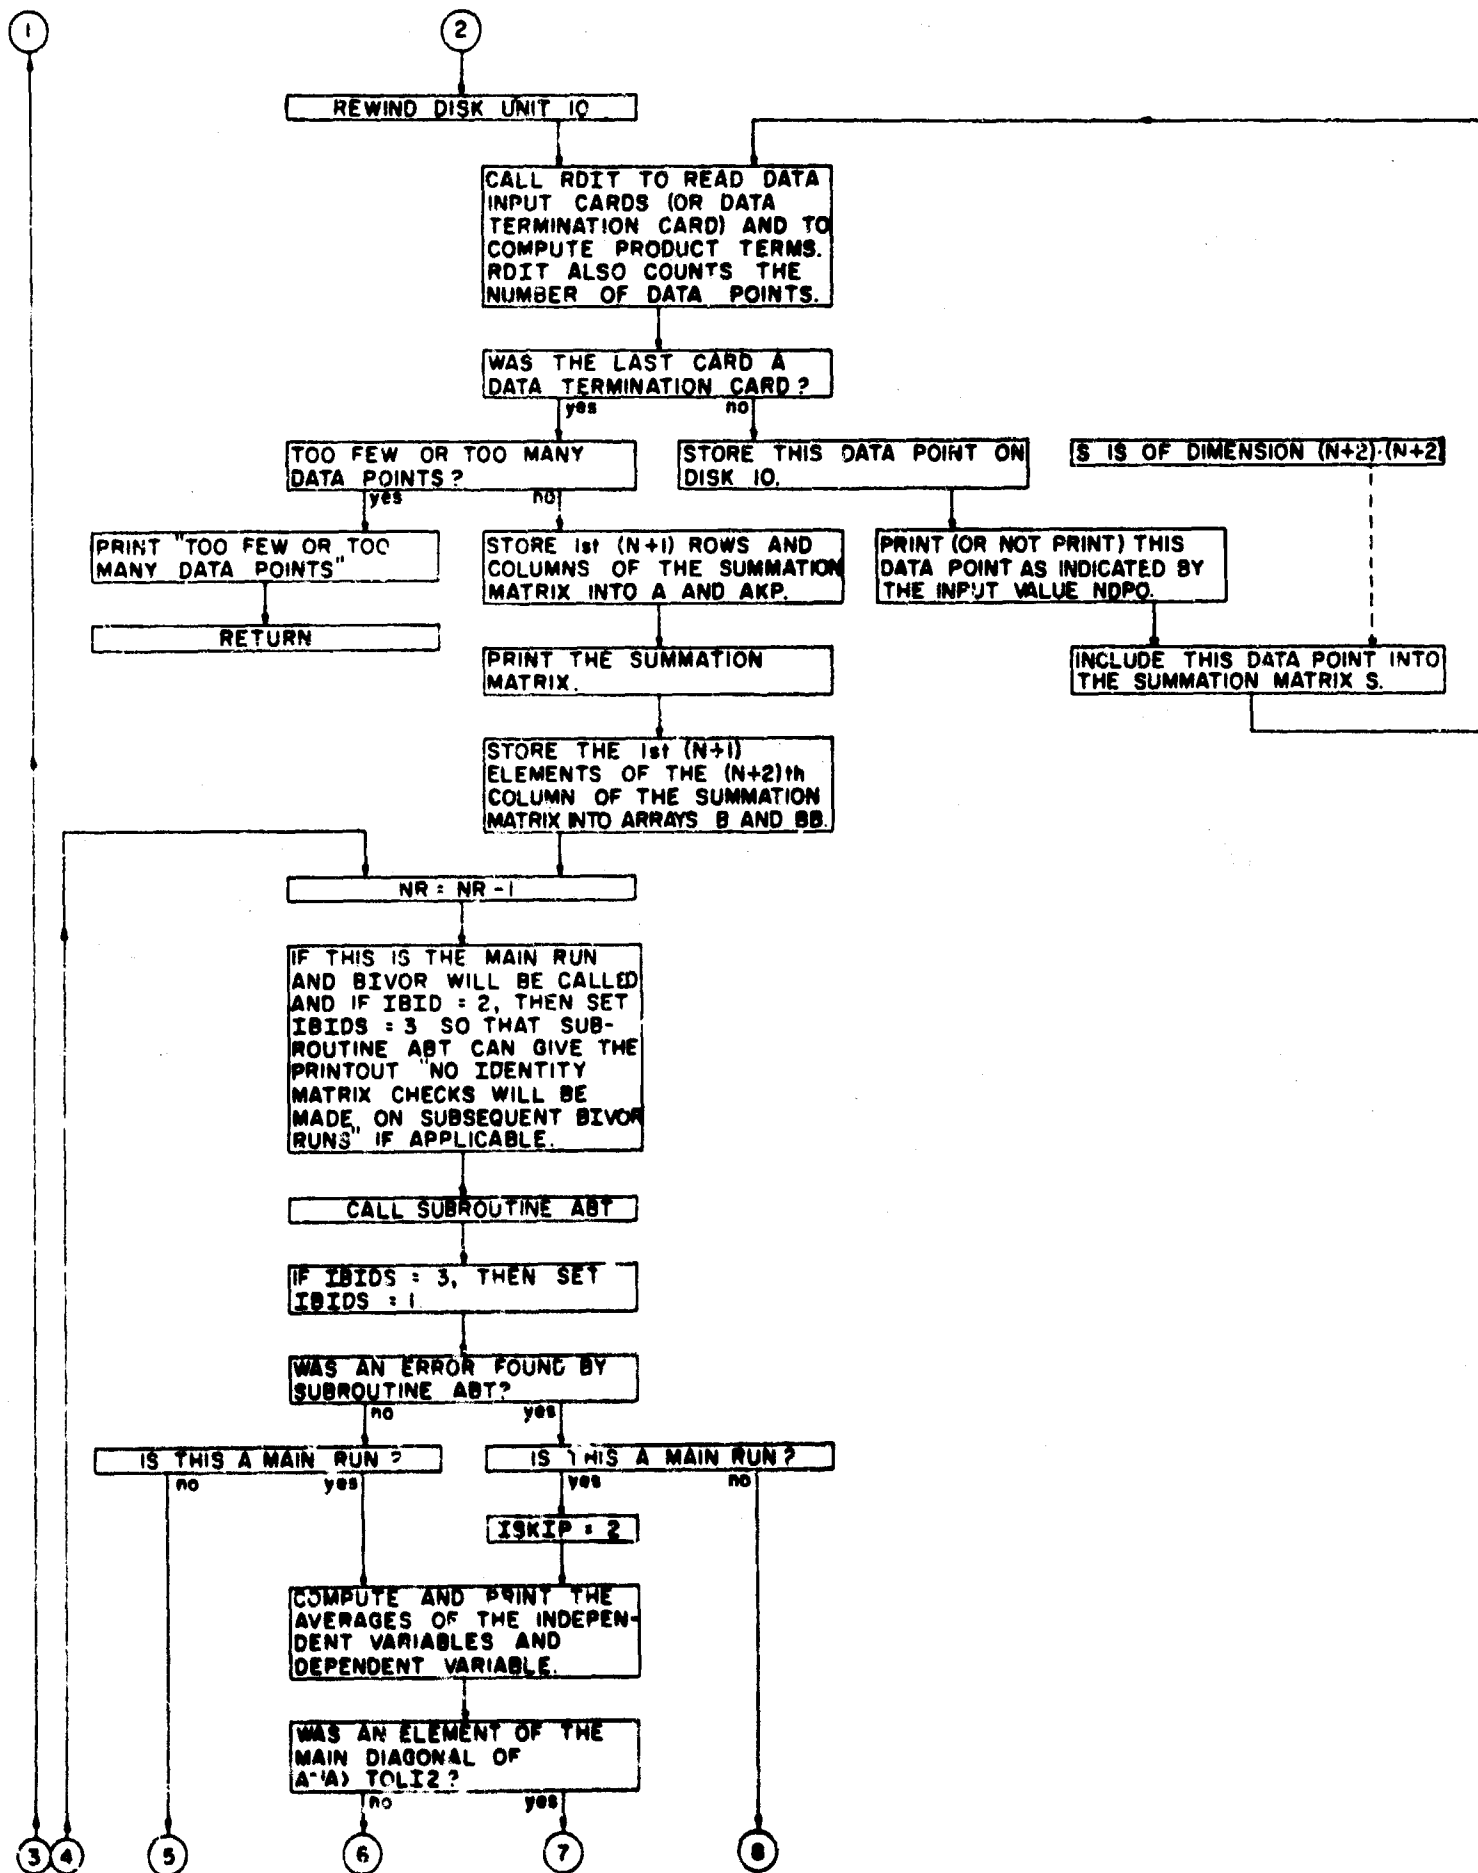 1
2
REWIND DISK UNIT 10
CALL RDIT TO READ DATA
INPUT CARDS (OR DATA
TERMINATION CARD) AND TO
COMPUTE PRODUCT TERMS.
RDIT ALSO COUNTS THE
NUMBER OF DATA POINTS.
WAS THE LAST CARD A
DATA TERMINATION CARD?
yes
no
TOO FEW OR TOO MANY
DATA POINTS?
yes
no
STORE THIS DATA POINT ON
DISK 10.
S IS OF DIMENSION (N+2)·(N+2)
PRINT "TOO FEW OR TOO
MANY DATA POINTS"
RETURN
STORE 1st (N+1) ROWS AND
COLUMNS OF THE SUMMATION
MATRIX INTO A AND AKP.
PRINT (OR NOT PRINT) THIS
DATA POINT AS INDICATED BY
THE INPUT VALUE NDPO.
PRINT THE SUMMATION
MATRIX.
INCLUDE THIS DATA POINT INTO
THE SUMMATION MATRIX S.
STORE THE 1st (N+1)
ELEMENTS OF THE (N+2)th
COLUMN OF THE SUMMATION
MATRIX INTO ARRAYS B AND BB.
NR = NR - 1
IF THIS IS THE MAIN RUN
AND BIVOR WILL BE CALLED
AND IF IBID = 2, THEN SET
IBIDS = 3 SO THAT SUB-
ROUTINE ABT CAN GIVE THE
PRINTOUT "NO IDENTITY
MATRIX CHECKS WILL BE
MADE ON SUBSEQUENT BIVOR
RUNS" IF APPLICABLE.
CALL SUBROUTINE ABT
IF IBIDS = 3, THEN SET
IBIDS = 1.
WAS AN ERROR FOUND BY
SUBROUTINE ABT?
no
yes
IS THIS A MAIN RUN?
no
yes
IS THIS A MAIN RUN?
yes
no
ISKIP = 2
COMPUTE AND PRINT THE
AVERAGES OF THE INDEPEN-
DENT VARIABLES AND
DEPENDENT VARIABLE.
WAS AN ELEMENT OF THE
MAIN DIAGONAL OF
TOLI2?
no
yes
3
4
5
6
7
8